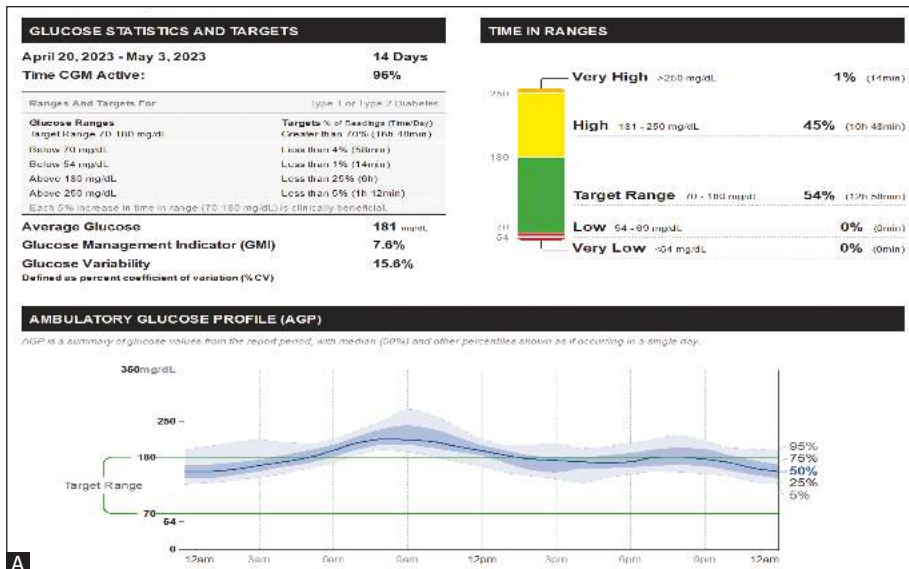 GLUCOSE STATISTICS AND TARGETS
April 20, 2023 - May 3, 2023 14 Days
Time CGM Active: 96%
Ranges And Targets For Type 1 or Type 2 Diabetes
Glucose Ranges Targets % of Readings (Time/Day)
Target Range 70-180 mg/dL Greater than 70% (16h 48min)
Below 70 mg/dL Less than 4% (58min)
Below 54 mg/dL Less than 1% (14min)
Above 180 mg/dL Less than 25% (6h)
Above 250 mg/dL Less than 5% (1h 12min)
Each 5% increase in time in range (70-180 mg/dL) is clinically beneficial.
Average Glucose 181 mg/dL
Glucose Management Indicator (GMI) 7.6%
Glucose Variability 15.6%
Defined as percent coefficient of variation (%CV)
TIME IN RANGES
250
180
70
54
Very High >250 mg/dL 1% (14min)
High 181 - 250 mg/dL 45% (10h 48min)
Target Range 70 - 180 mg/dL 54% (12h 58min)
Low 54 - 69 mg/dL 0% (0min)
Very Low <54 mg/dL 0% (0min)
AMBULATORY GLUCOSE PROFILE (AGP)
AGP is a summary of glucose values from the report period, with median (50%) and other percentiles shown as if occurring in a single day.
350mg/dL
250
180
Target Range
70
54
0
95%
75%
50%
25%
5%
12am 3am 6am 9am 12pm 3pm 6pm 9pm 12am
A